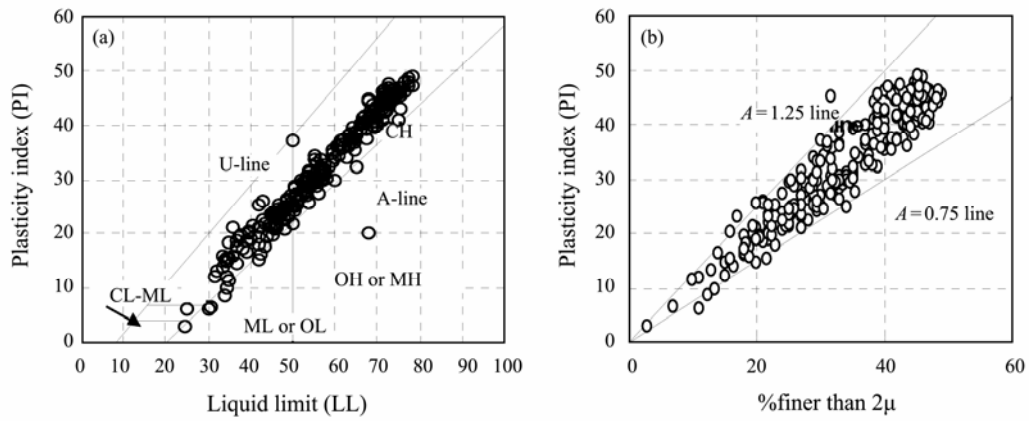 (a)
Plasticity index (PI)
60
50
40
30
20
10
0
U-line
CH
A-line
OH or MH
CL-ML
ML or OL
0 10 20 30 40 50 60 70 80 90 100
Liquid limit (LL)
(b)
Plasticity index (PI)
60
50
40
30
20
10
0
A=1.25 line
A=0.75 line
0 20 40 60
%finer than 2μ